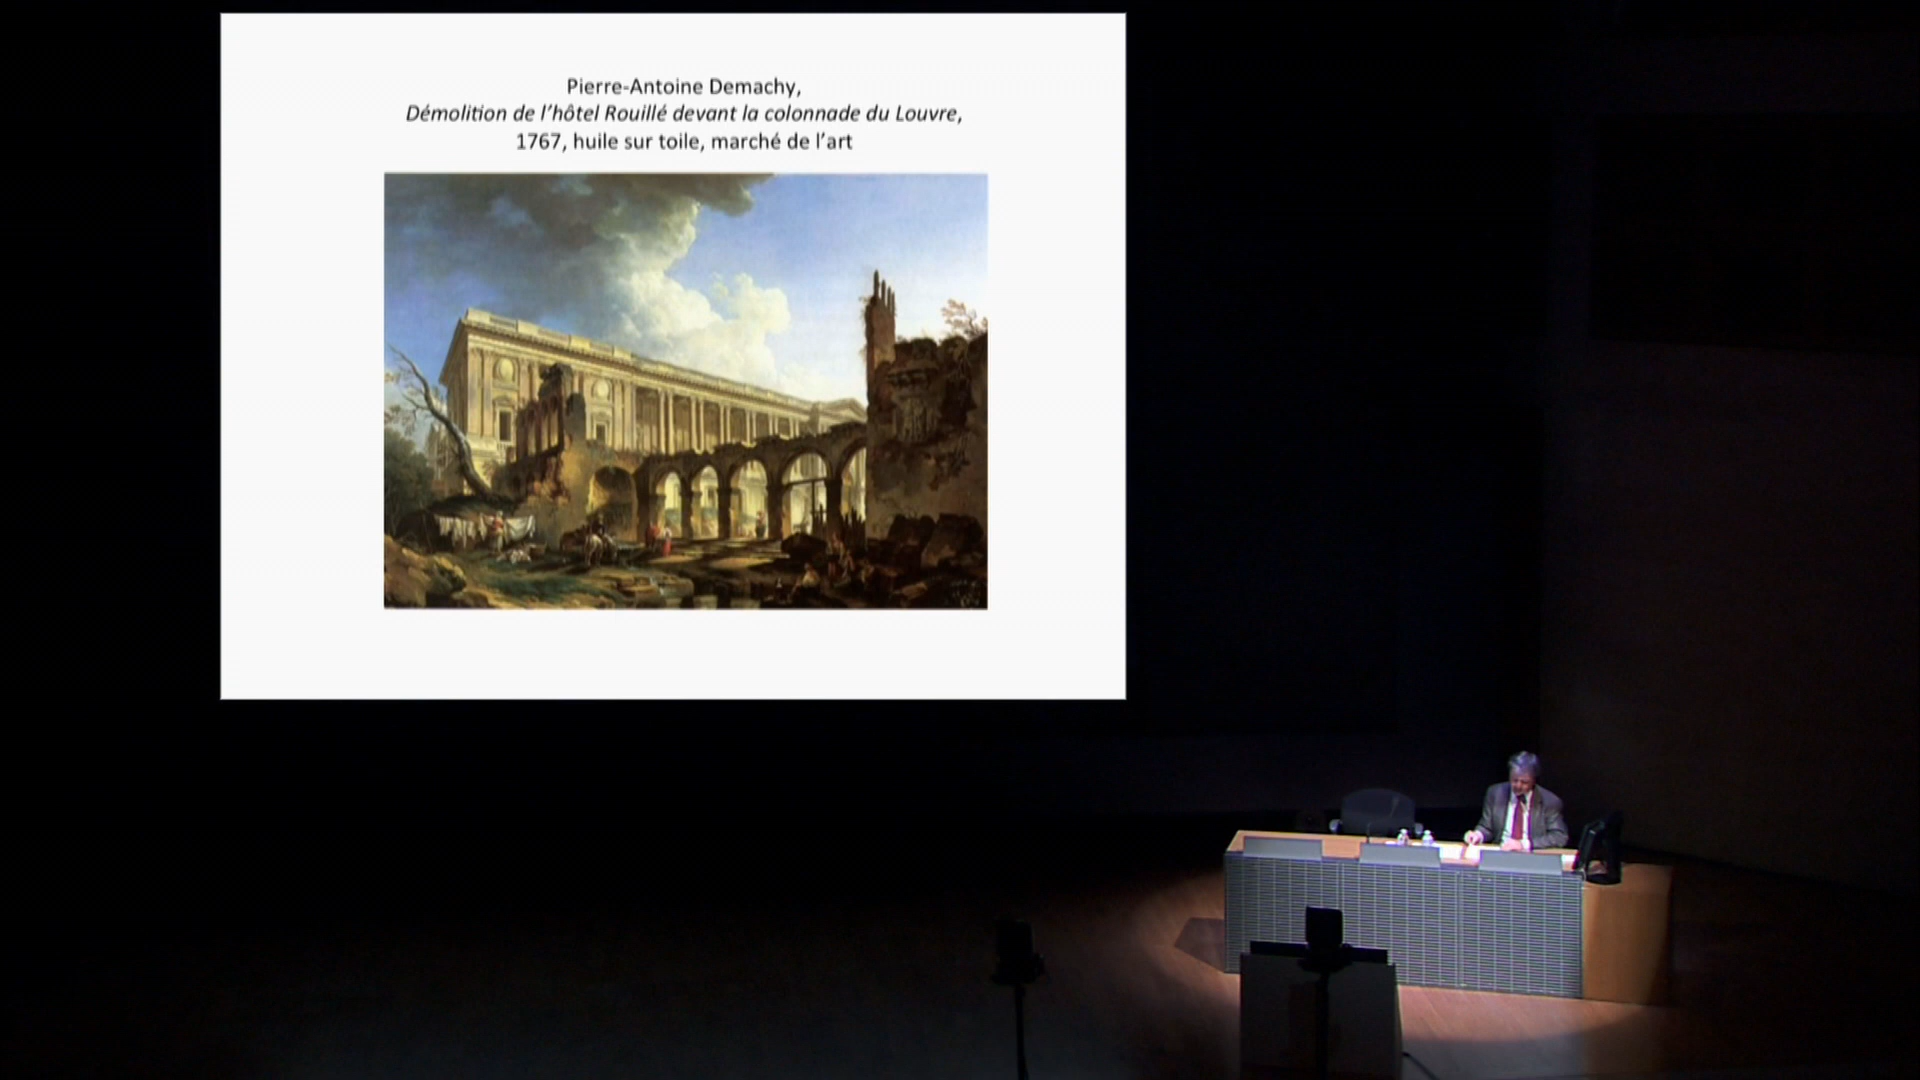 Pierre-Antoine Demachy,
Démolition de l’hôtel Rouillé devant la colonnade du Louvre,
1767, huile sur toile, marché de l’art